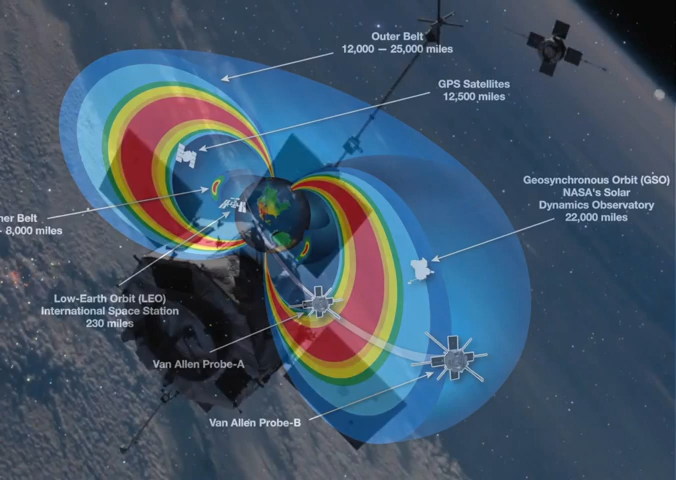 Outer Belt
12,000 — 25,000 miles
GPS Satellites
12,500 miles
Geosynchronous Orbit (GSO)
NASA's Solar
Dynamics Observatory
22,000 miles
ner Belt
- 8,000 miles
Low-Earth Orbit (LEO)
International Space Station
230 miles
Van Allen Probe-A
Van Allen Probe-B